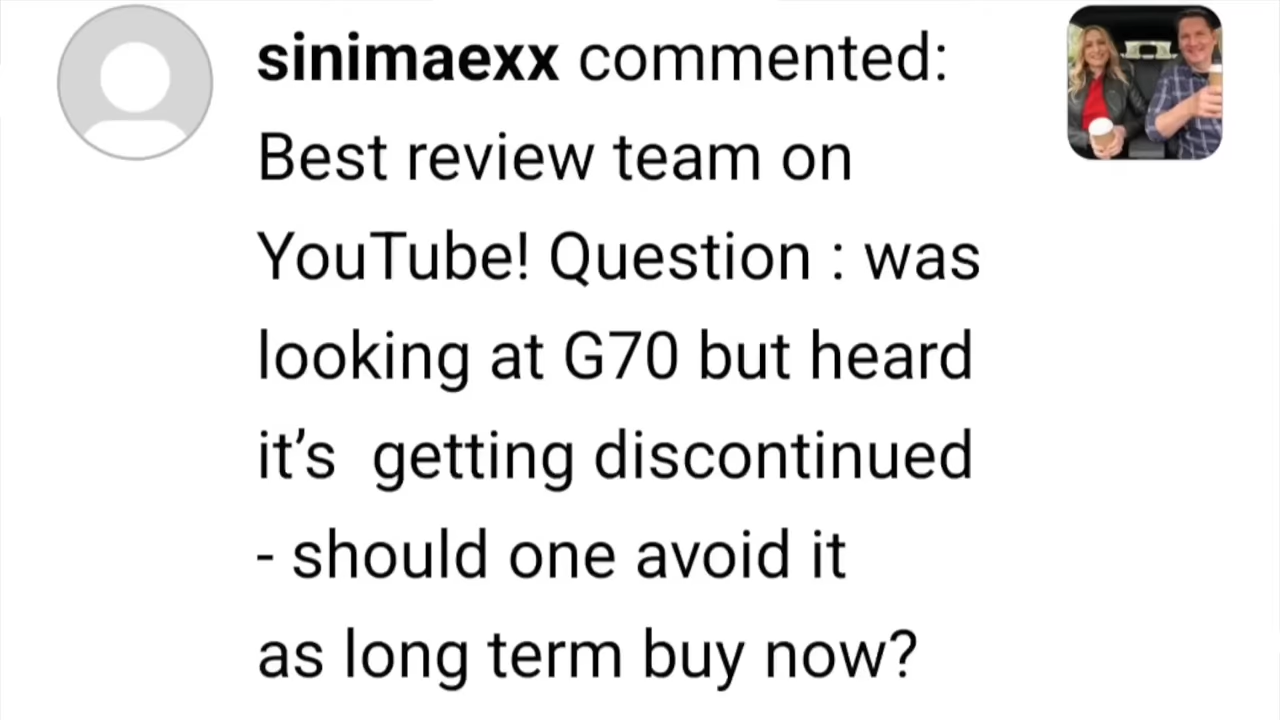 sinimaexx commented:
Best review team on
YouTube! Question : was
looking at G70 but heard
it’s  getting discontinued
- should one avoid it
as long term buy now?